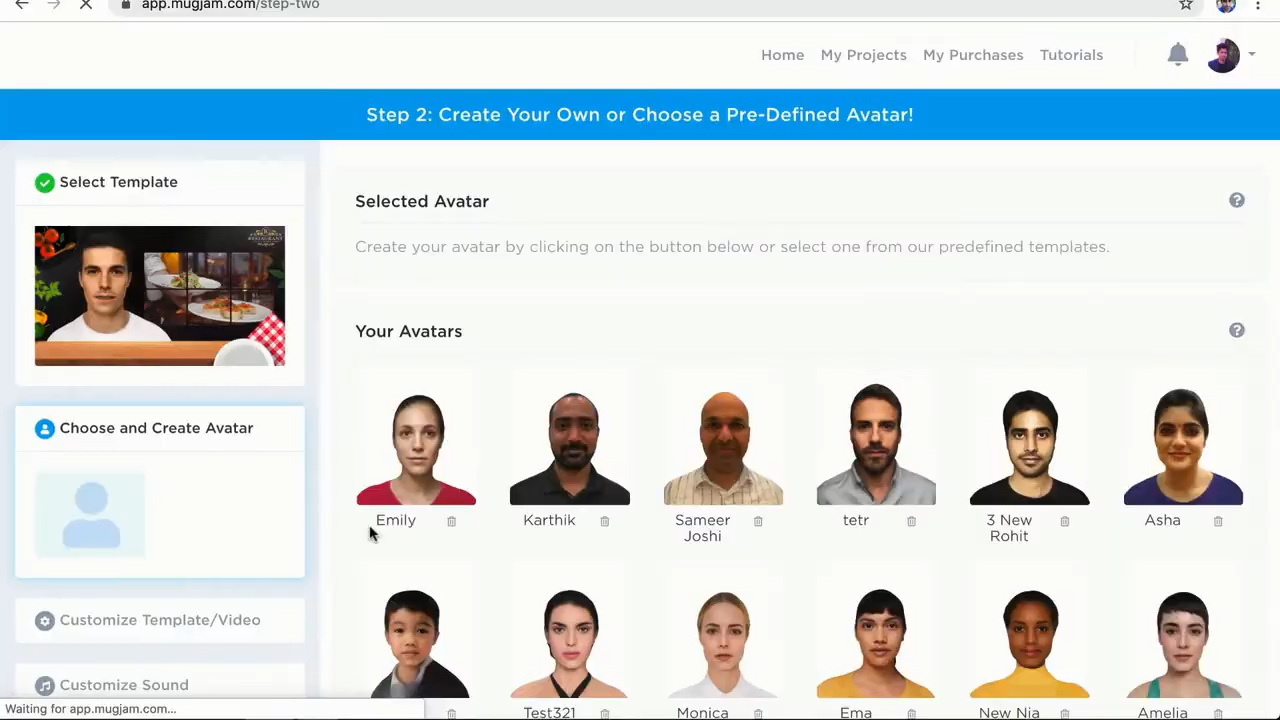 app.mugjam.com/step-two
Home My Projects My Purchases Tutorials
Step 2: Create Your Own or Choose a Pre-Defined Avatar!
Select Template
RESTAURANT
Choose and Create Avatar
Customize Template/Video
Customize Sound
Waiting for app.mugjam.com...
Selected Avatar
Create your avatar by clicking on the button below or select one from our predefined templates.
Your Avatars
Emily
Karthik
Sameer
Joshi
tetr
3 New
Rohit
Asha
Test321
Monica
Ema
New Nia
Amelia